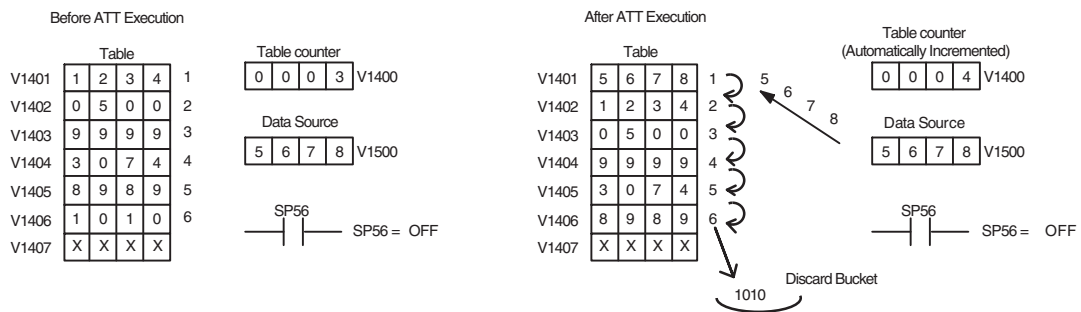 Before ATT Execution
Table
V1401 1 2 3 4 1
V1402 0 5 0 0 2
V1403 9 9 9 9 3
V1404 3 0 7 4 4
V1405 8 9 8 9 5
V1406 1 0 1 0 6
V1407 X X X X
Table counter
0 0 0 3 V1400
Data Source
5 6 7 8 V1500
SP56
SP56 = OFF
After ATT Execution
Table
V1401 5 6 7 8 1
V1402 1 2 3 4 2
V1403 0 5 0 0 3
V1404 9 9 9 9 4
V1405 3 0 7 4 5
V1406 8 9 8 9 6
V1407 X X X X
5
6
7
8
Table counter
(Automatically Incremented)
0 0 0 4 V1400
Data Source
5 6 7 8 V1500
SP56
SP56 = OFF
Discard Bucket
1010